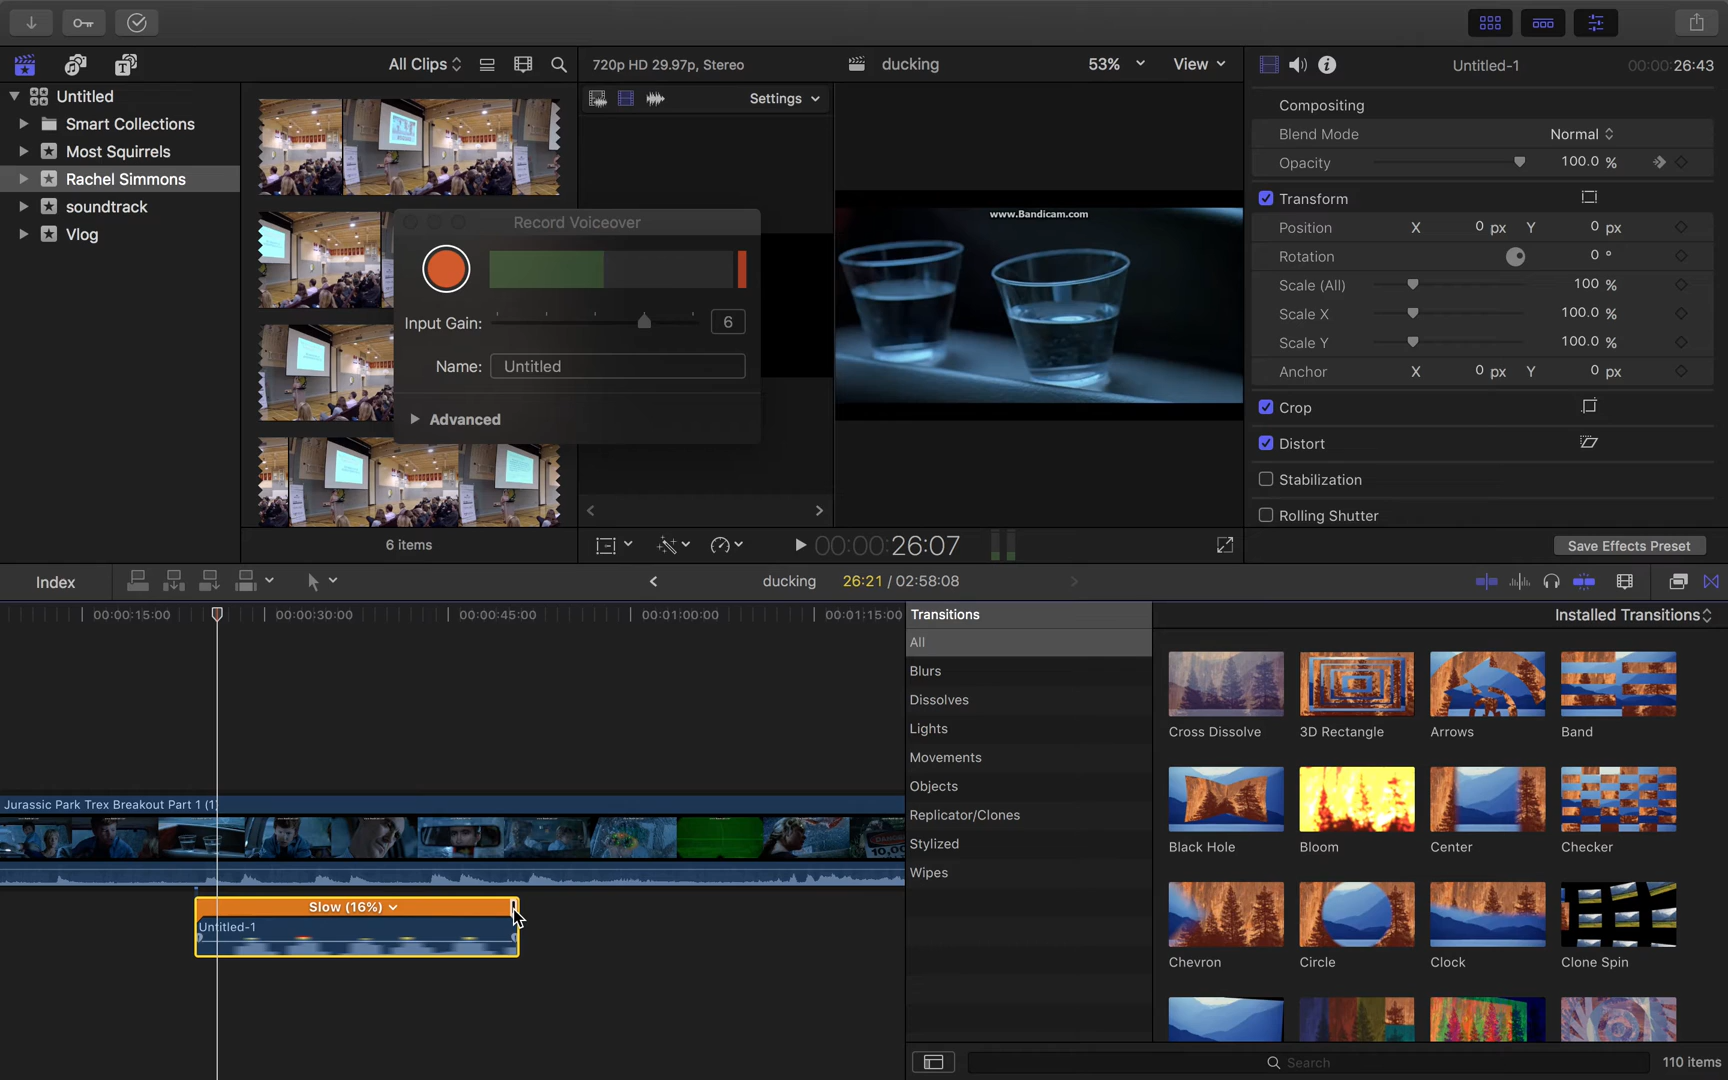 All Clips
720p HD 29.97p, Stereo
ducking
53%
View
Untitled-1
00:00:26:43
Untitled
Smart Collections
Most Squirrels
Rachel Simmons
soundtrack
Vlog
6 items
Settings
Record Voiceover
Input Gain:
6
Name:
Untitled
Advanced
www.Bandicam.com
Compositing
Blend Mode
Normal
Opacity
100.0 %
Transform
Position X 0 px Y 0 px
Rotation 0 °
Scale (All) 100 %
Scale X 100.0 %
Scale Y 100.0 %
Anchor X 0 px Y 0 px
Crop
Distort
Stabilization
Rolling Shutter
Save Effects Preset
00:00:26:07
Index
ducking
26:21 / 02:58:08
00:00:15:00
00:00:30:00
00:00:45:00
00:01:00:00
00:01:15:00
Jurassic Park Trex Breakout Part 1 (1)
10,00
Slow (16%)
Untitled-1
Transitions
All
Blurs
Dissolves
Lights
Movements
Objects
Replicator/Clones
Stylized
Wipes
Installed Transitions
Cross Dissolve
3D Rectangle
Arrows
Band
Black Hole
Bloom
Center
Checker
Chevron
Circle
Clock
Clone Spin
Search
110 items